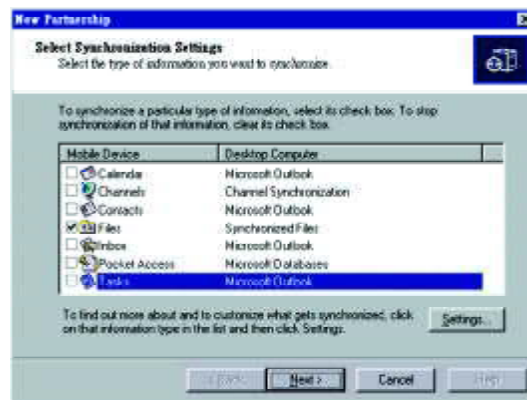 New Partnership
Select Synchronization Settings
Select the type of information you want to synchronize.
To synchronize a particular type of information, select its check box. To stop
synchronization of that information, clear its check box.
Mobile Device Desktop Computer
Calendar Microsoft Outlook
Channels Channel Synchronization
Contacts Microsoft Outlook
Files Synchronized Files
Inbox Microsoft Outlook
Pocket Access Microsoft Databases
Tasks Microsoft Outlook
To find out more about and to customize what gets synchronized, click
on that information type in the list and then click Settings.
Settings...
< Back Next > Cancel Help